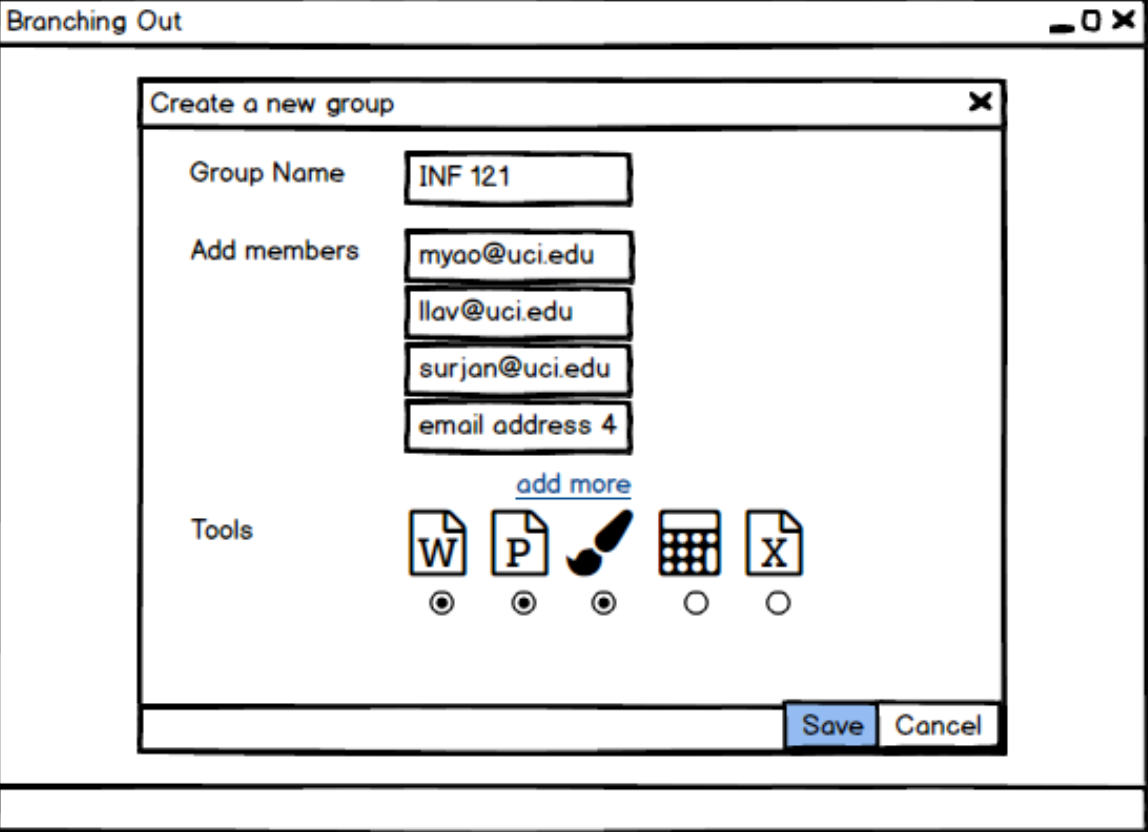 Branching Out
Create a new group
Group Name
INF 121
Add members
myao@uci.edu
llav@uci.edu
surjan@uci.edu
email address 4
add more
Tools
W P X
Save Cancel